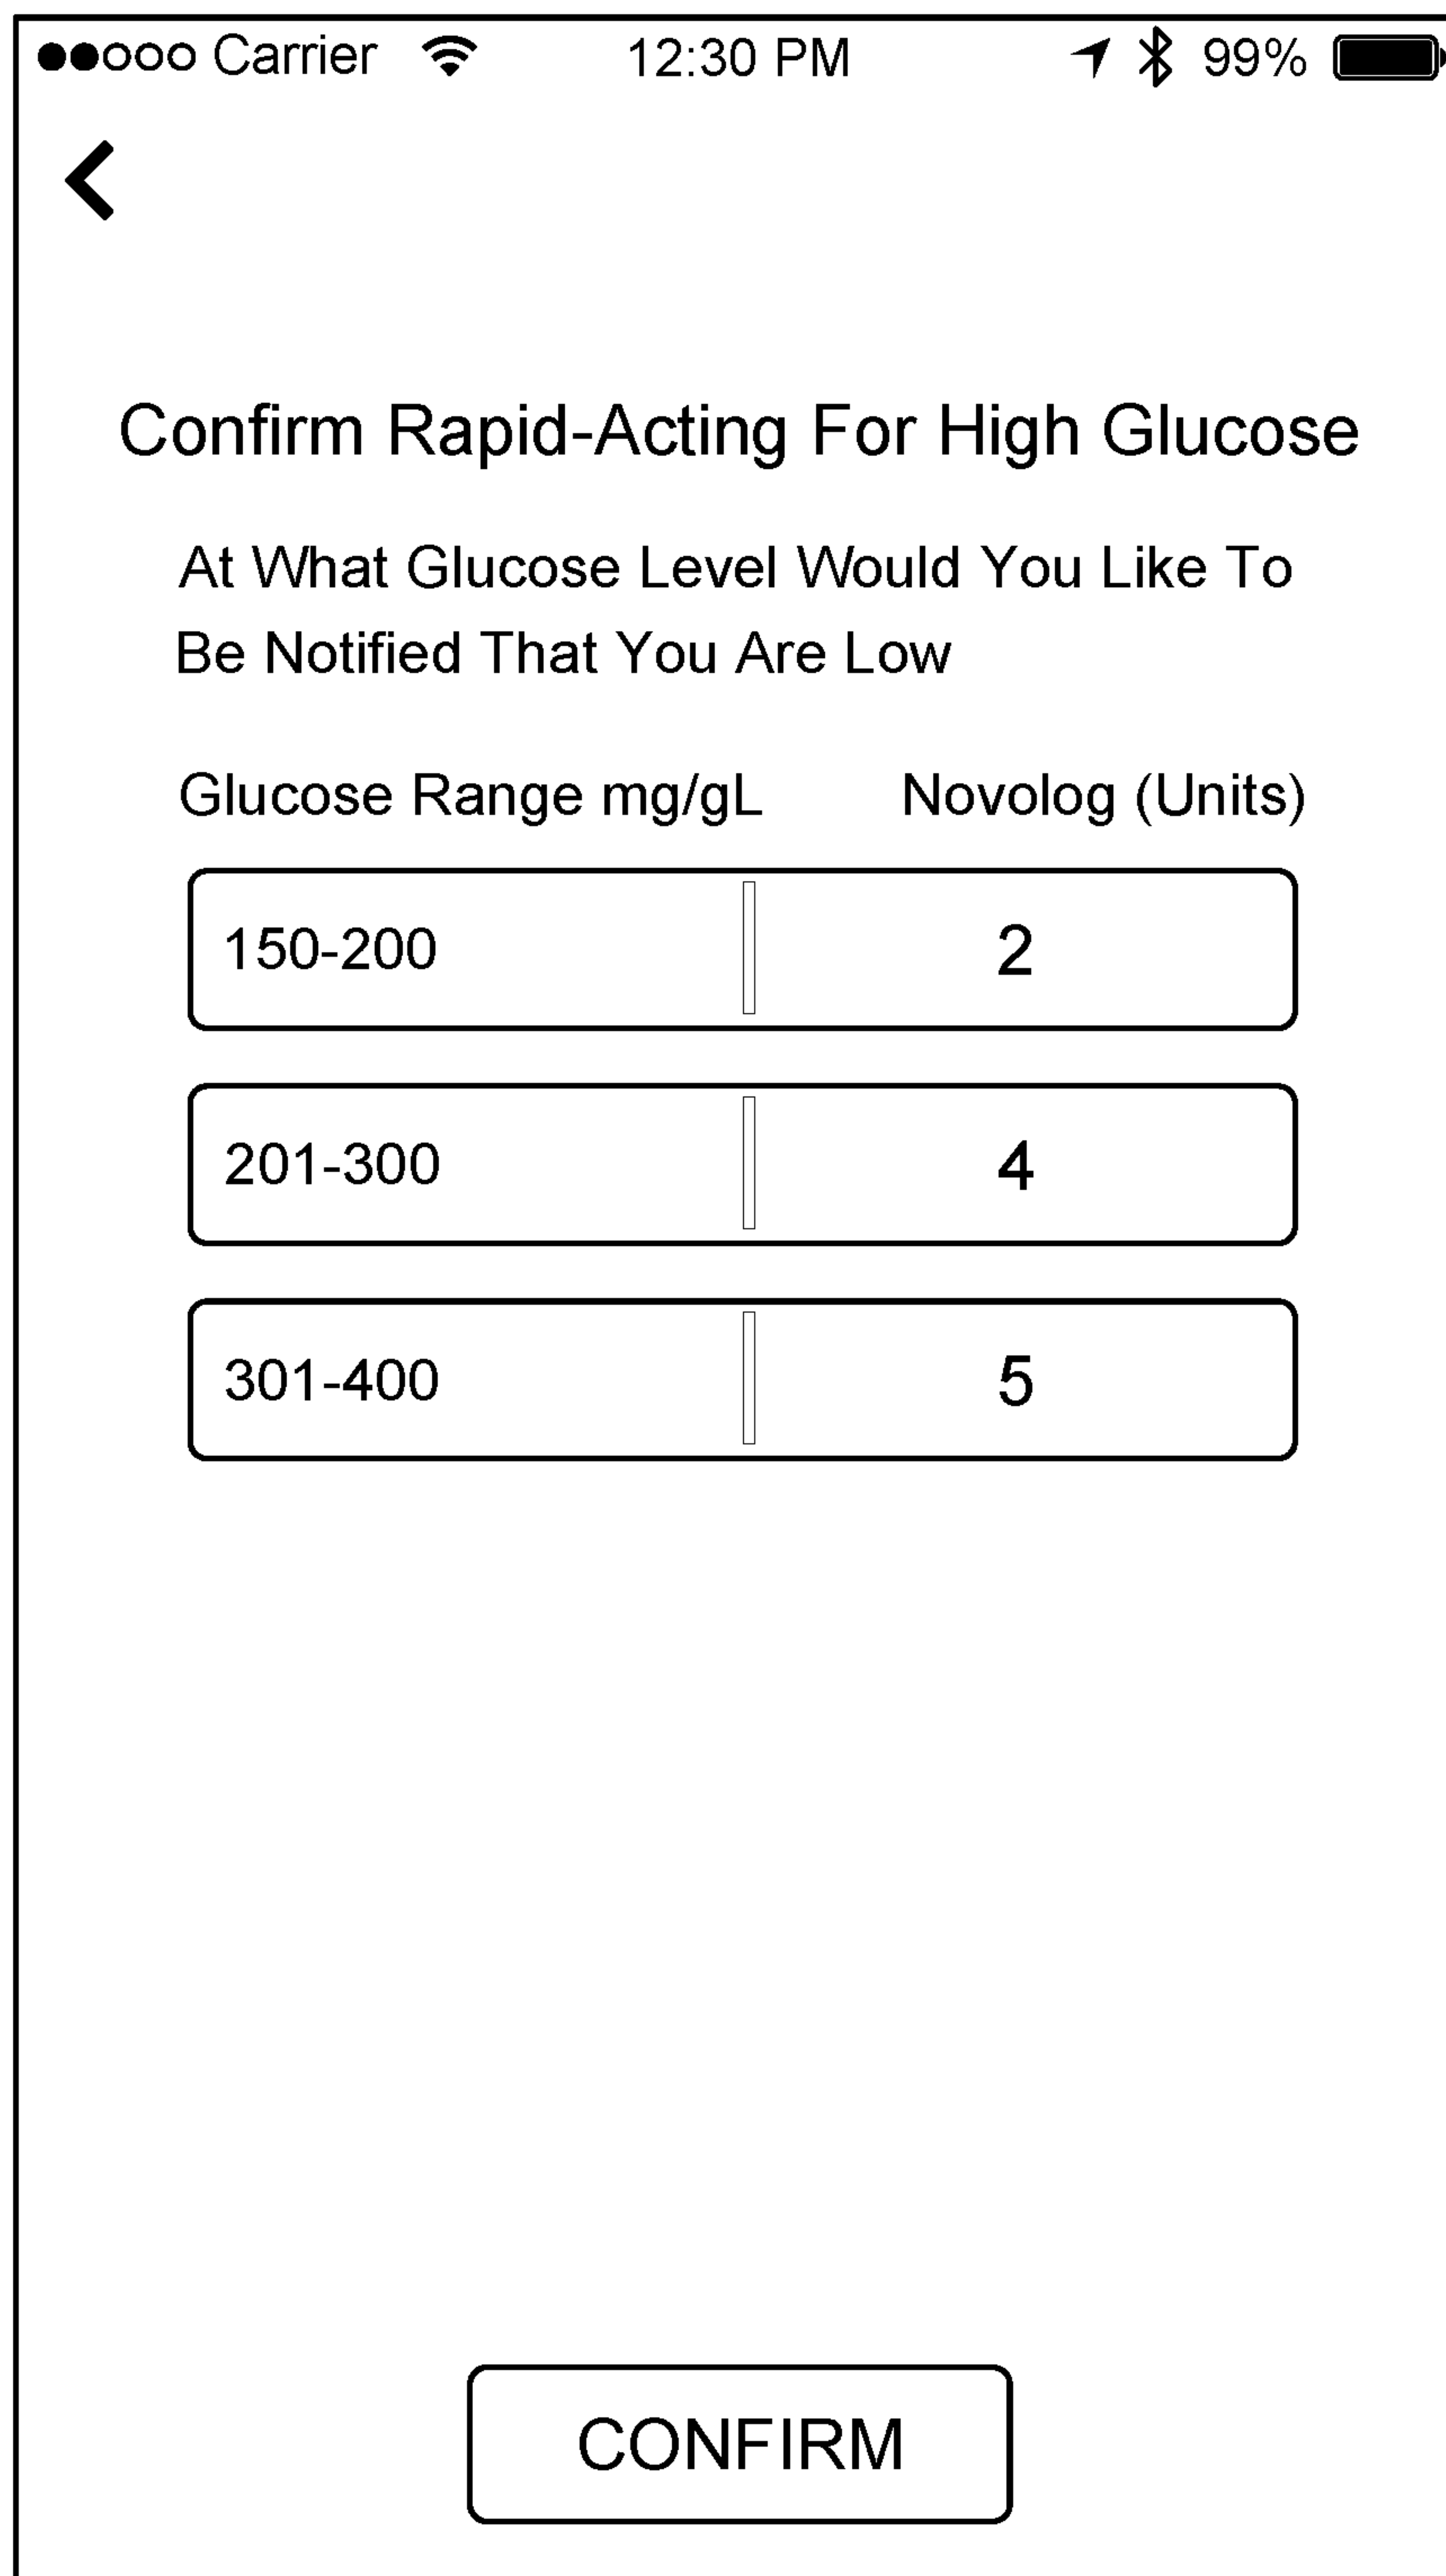 Carrier 12:30 PM 99%
Confirm Rapid-Acting For High Glucose
At What Glucose Level Would You Like To
Be Notified That You Are Low
Glucose Range mg/gL Novolog (Units)
150-200 2
201-300 4
301-400 5
CONFIRM